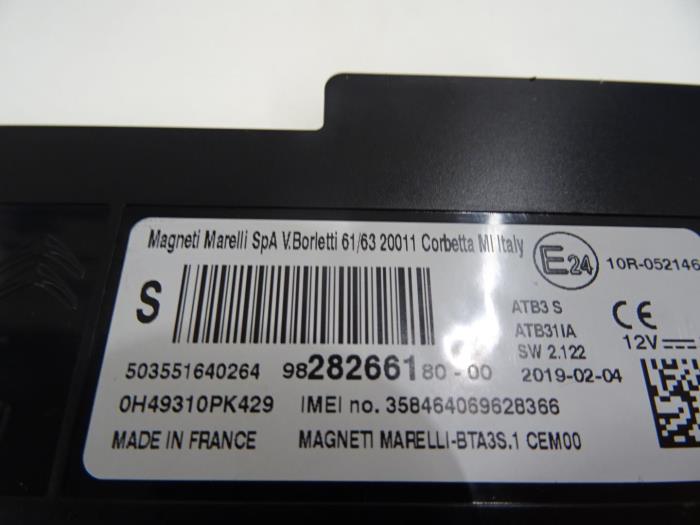 Magneti Marelli SpA V.Borletti 61/63 20011 Corbetta MI Italy
E24
10R-052146
S
ATB3 S
ATB31IA
SW 2.122
2019-02-04
CE
12V
503551640264
9828266180-00
0H49310PK429
IMEI no. 358464069628366
MADE IN FRANCE
MAGNETI MARELLI-BTA3S.1 CEM00